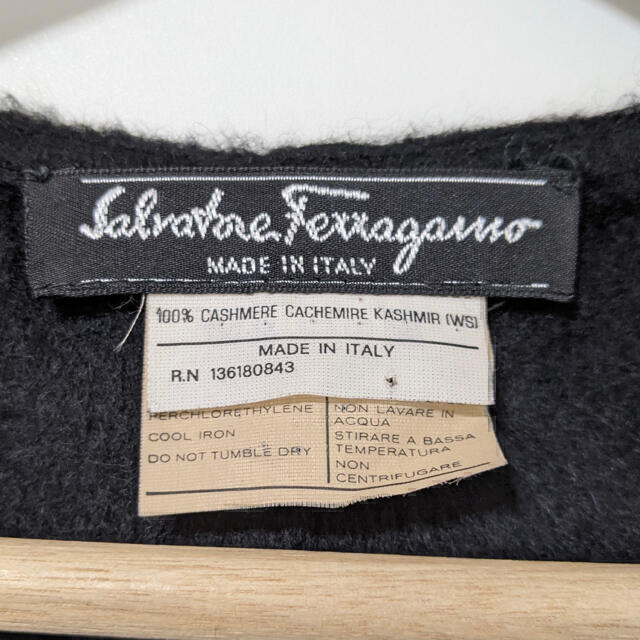 Salvatore Ferragamo
MADE IN ITALY
100% CASHMERE CACHEMIRE KASHMIR (WS)
MADE IN ITALY
R.N 136180843
PERCHLORETHYLENE
COOL IRON
DO NOT TUMBLE DRY
NON LAVARE IN
ACQUA
STIRARE A BASSA
TEMPERATURA
NON
CENTRIFUGARE